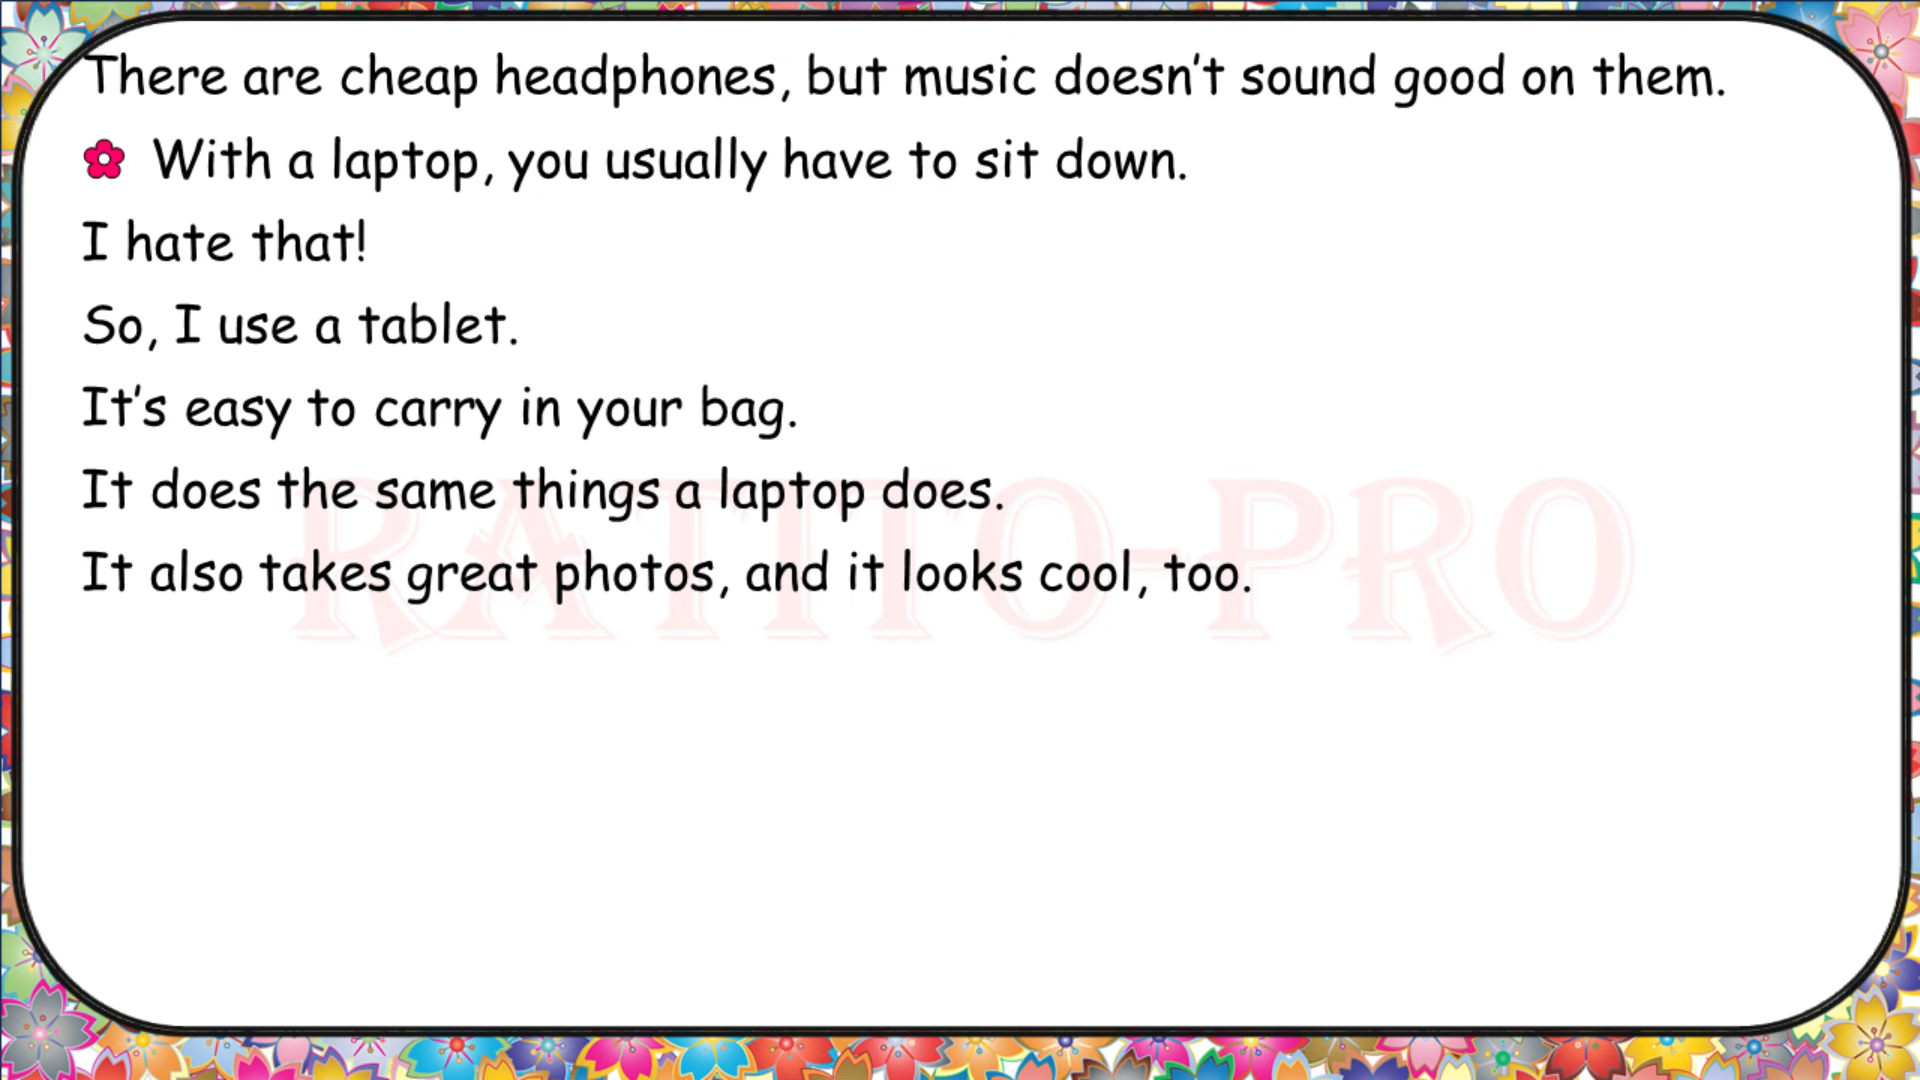 There are cheap headphones, but music doesn’t sound good on them.
With a laptop, you usually have to sit down.
I hate that!
So, I use a tablet.
It’s easy to carry in your bag.
It does the same things a laptop does.
It also takes great photos, and it looks cool, too.
RATITO-PRO